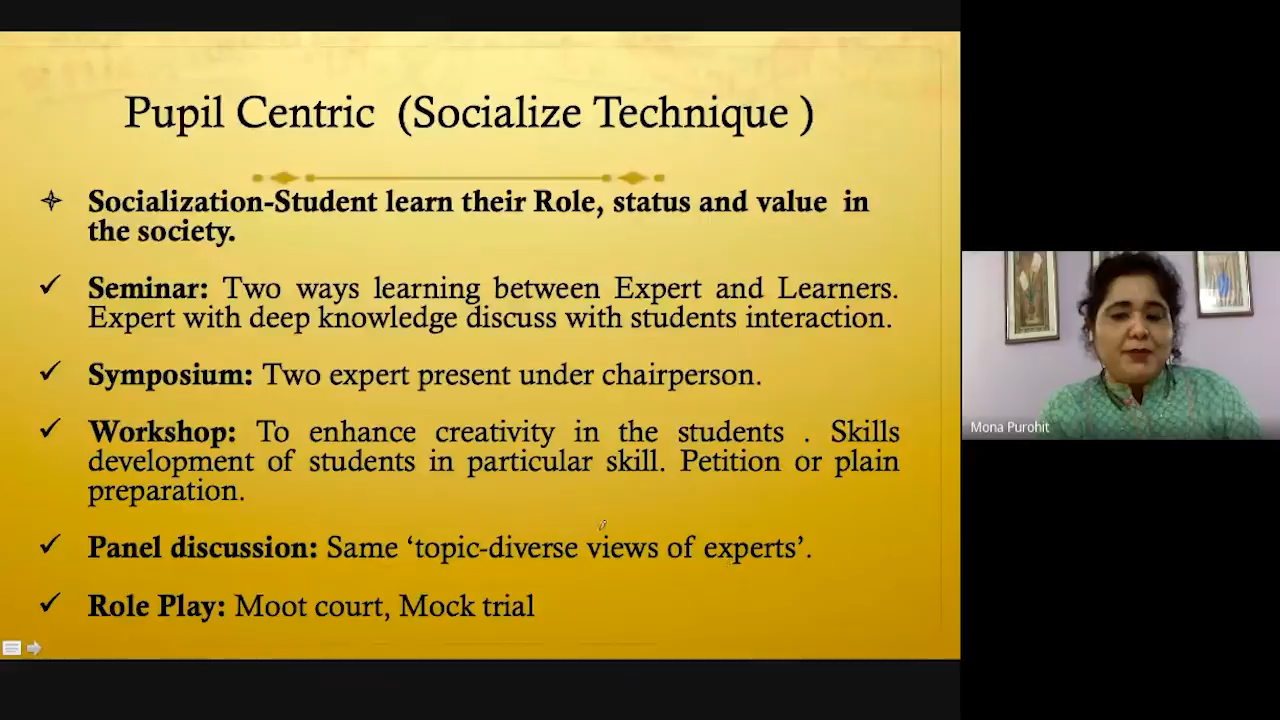 Pupil Centric (Socialize Technique )
Socialization-Student learn their Role, status and value in
the society.
Seminar: Two ways learning between Expert and Learners.
Expert with deep knowledge discuss with students interaction.
Symposium: Two expert present under chairperson.
Workshop: To enhance creativity in the students . Skills
development of students in particular skill. Petition or plain
preparation.
Panel discussion: Same ‘topic-diverse views of experts’.
Role Play: Moot court, Mock trial
Mona Purohit